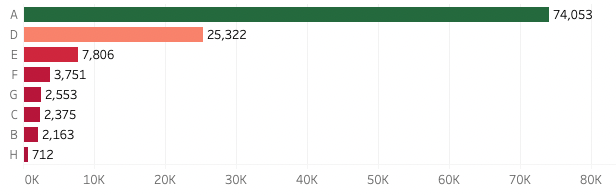 A 74,053
D 25,322
E 7,806
F 3,751
G 2,553
C 2,375
B 2,163
H 712
0K 10K 20K 30K 40K 50K 60K 70K 80K